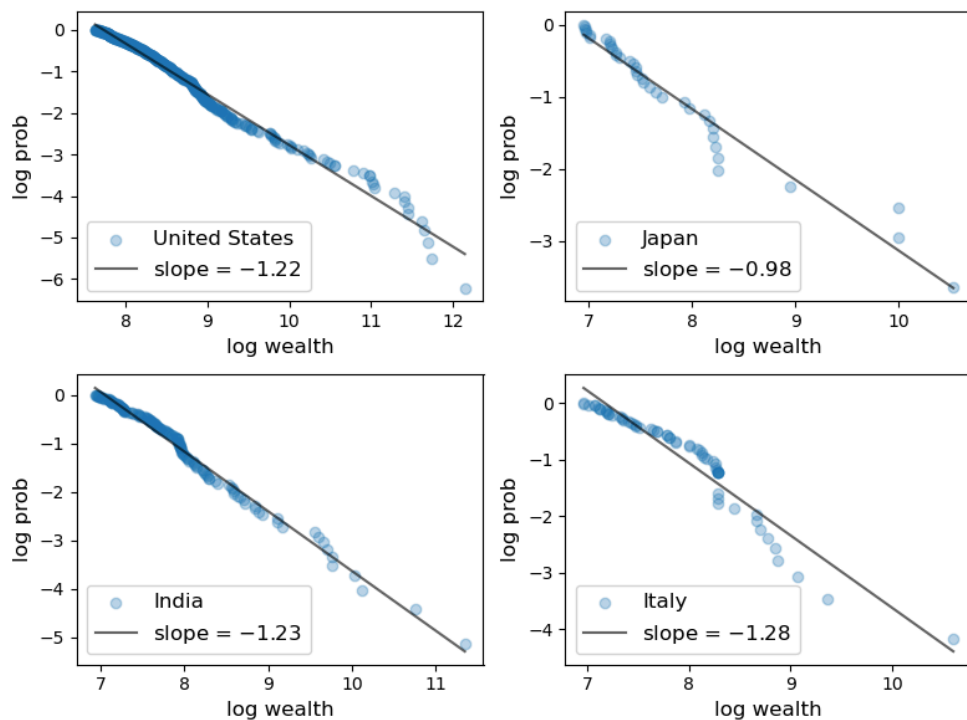 0
−1
−2
−3
−4
−5
−6
log prob
United States
slope = −1.22
8
9
10
11
12
log wealth
0
−1
−2
−3
log prob
Japan
slope = −0.98
7
8
9
10
log wealth
0
−1
−2
−3
−4
−5
log prob
India
slope = −1.23
7
8
9
10
11
log wealth
0
−1
−2
−3
−4
log prob
Italy
slope = −1.28
7
8
9
10
log wealth